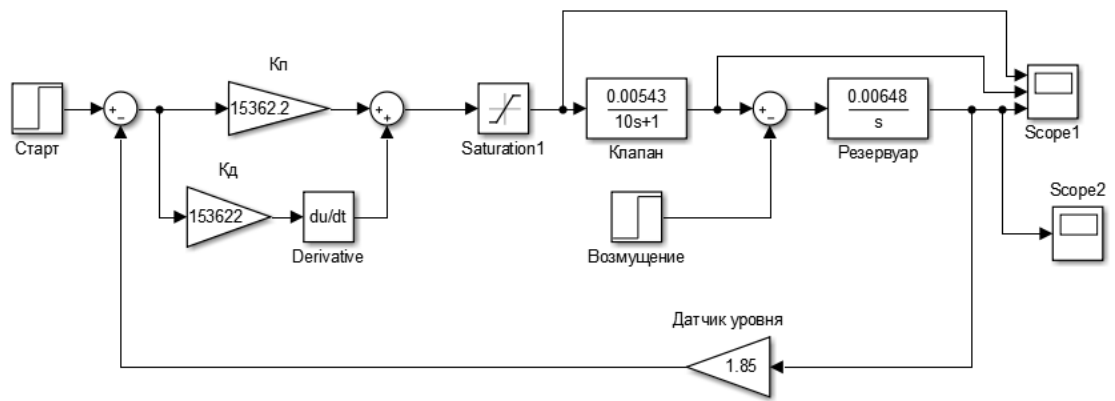 Кп
15362.2
+
−
+
+
Старт
Saturation1
0.00543
10s+1
Клапан
+
−
0.00648
s
Резервуар
Scope1
Кд
153622
du/dt
Derivative
Возмущение
Scope2
Датчик уровня
1.85